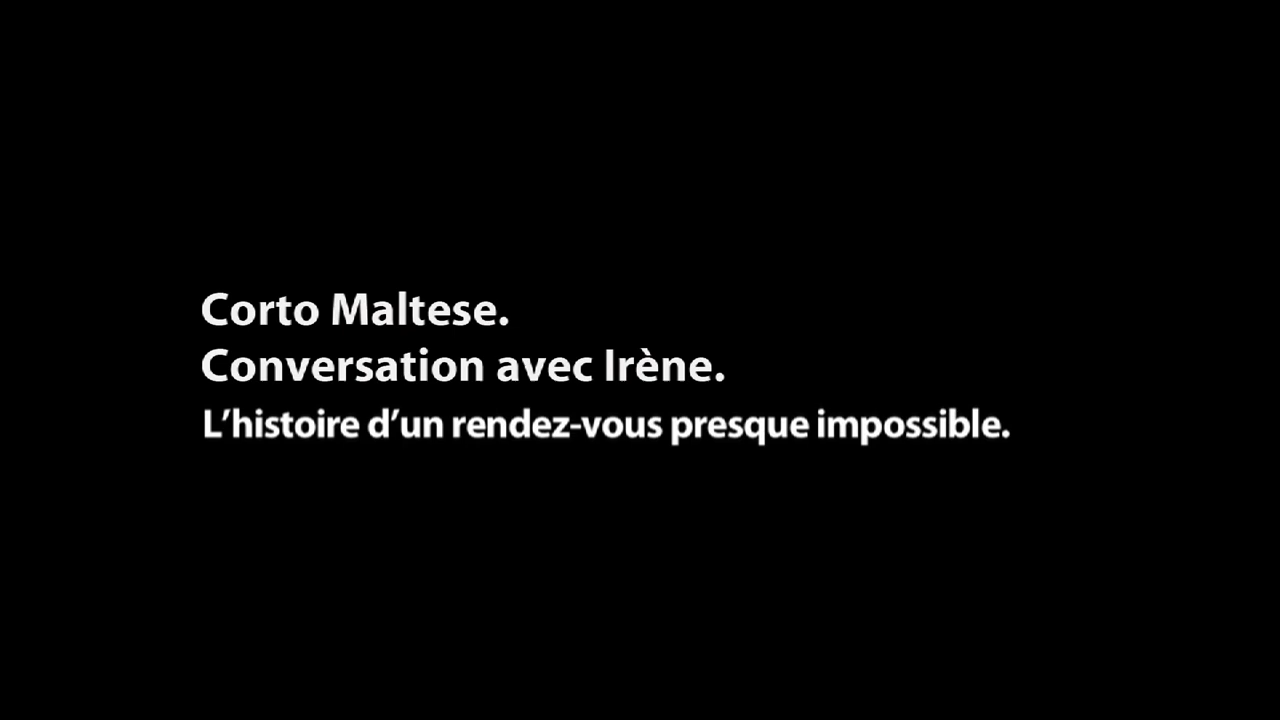 Corto Maltese.
Conversation avec Irène.
L’histoire d’un rendez-vous presque impossible.